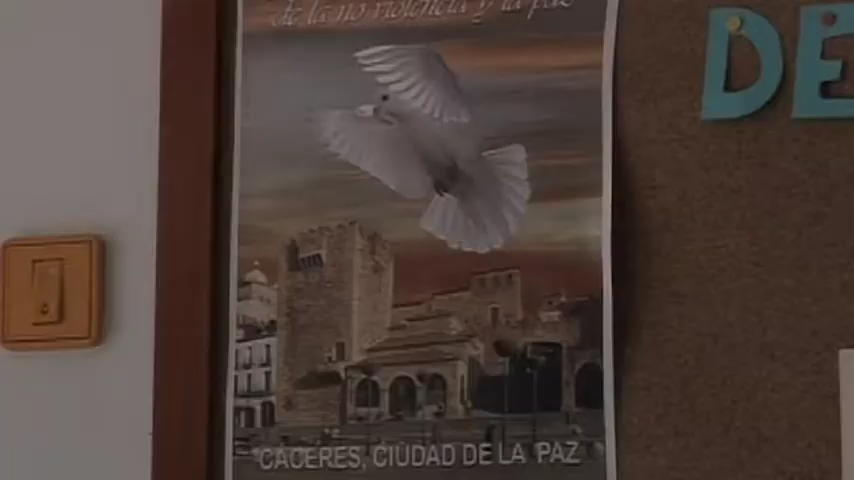 de la no violencia y la paz
DE
CACERES, CIUDAD DE LA PAZ